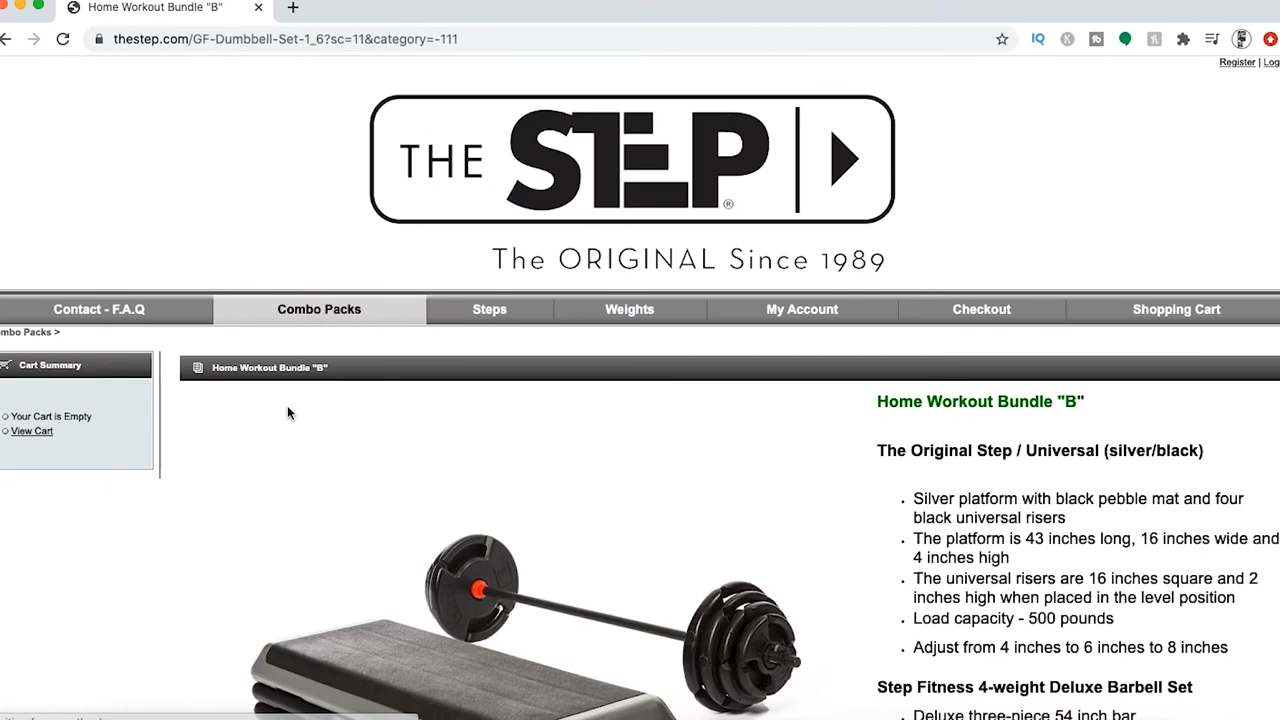 Home Workout Bundle "B"
thestep.com/GF-Dumbbell-Set-1_6?sc=11&category=-111
IQ
Register | Log
THE STEP®
The ORIGINAL Since 1989
Contact - F.A.Q Combo Packs Steps Weights My Account Checkout Shopping Cart
mbo Packs >
Cart Summary
Your Cart is Empty
View Cart
Home Workout Bundle "B"
Home Workout Bundle "B"
The Original Step / Universal (silver/black)
Silver platform with black pebble mat and four
black universal risers
The platform is 43 inches long, 16 inches wide and
4 inches high
The universal risers are 16 inches square and 2
inches high when placed in the level position
Load capacity - 500 pounds
Adjust from 4 inches to 6 inches to 8 inches
Step Fitness 4-weight Deluxe Barbell Set
Deluxe three-piece 54 inch bar